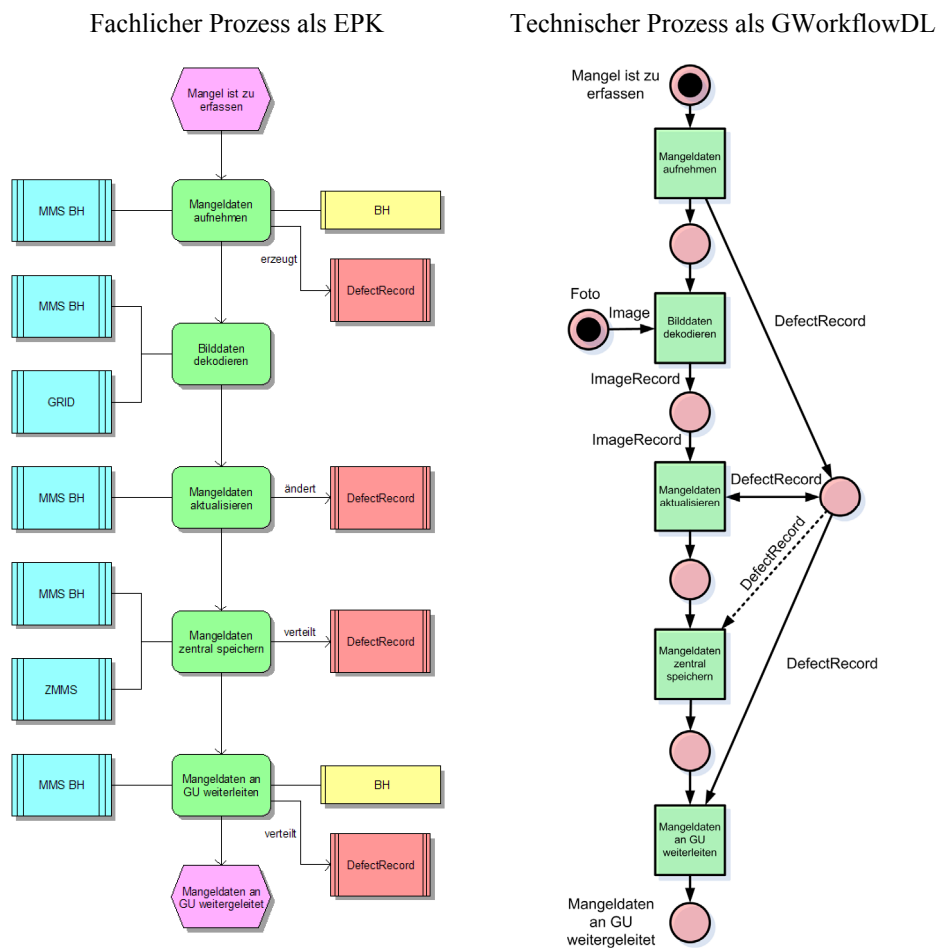 Fachlicher Prozess als EPK
Mangel ist zu
erfassen
MMS BH
Mangeldaten
aufnehmen
BH
erzeugt
DefectRecord
MMS BH
Bilddaten
dekodieren
GRID
MMS BH
Mangeldaten
aktualisieren
ändert
DefectRecord
MMS BH
Mangeldaten
zentral speichern
verteilt
DefectRecord
ZMMS
MMS BH
Mangeldaten an
GU weiterleiten
BH
verteilt
DefectRecord
Mangeldaten an
GU weitergeleitet
Technischer Prozess als GWorkflowDL
Mangel ist zu
erfassen
Mangeldaten
aufnehmen
Foto
Image
Bilddaten
dekodieren
DefectRecord
ImageRecord
ImageRecord
Mangeldaten
aktualisieren
DefectRecord
DefectRecord
Mangeldaten
zentral
speichern
DefectRecord
Mangeldaten
an GU
weiterleiten
Mangeldaten
an GU
weitergeleitet